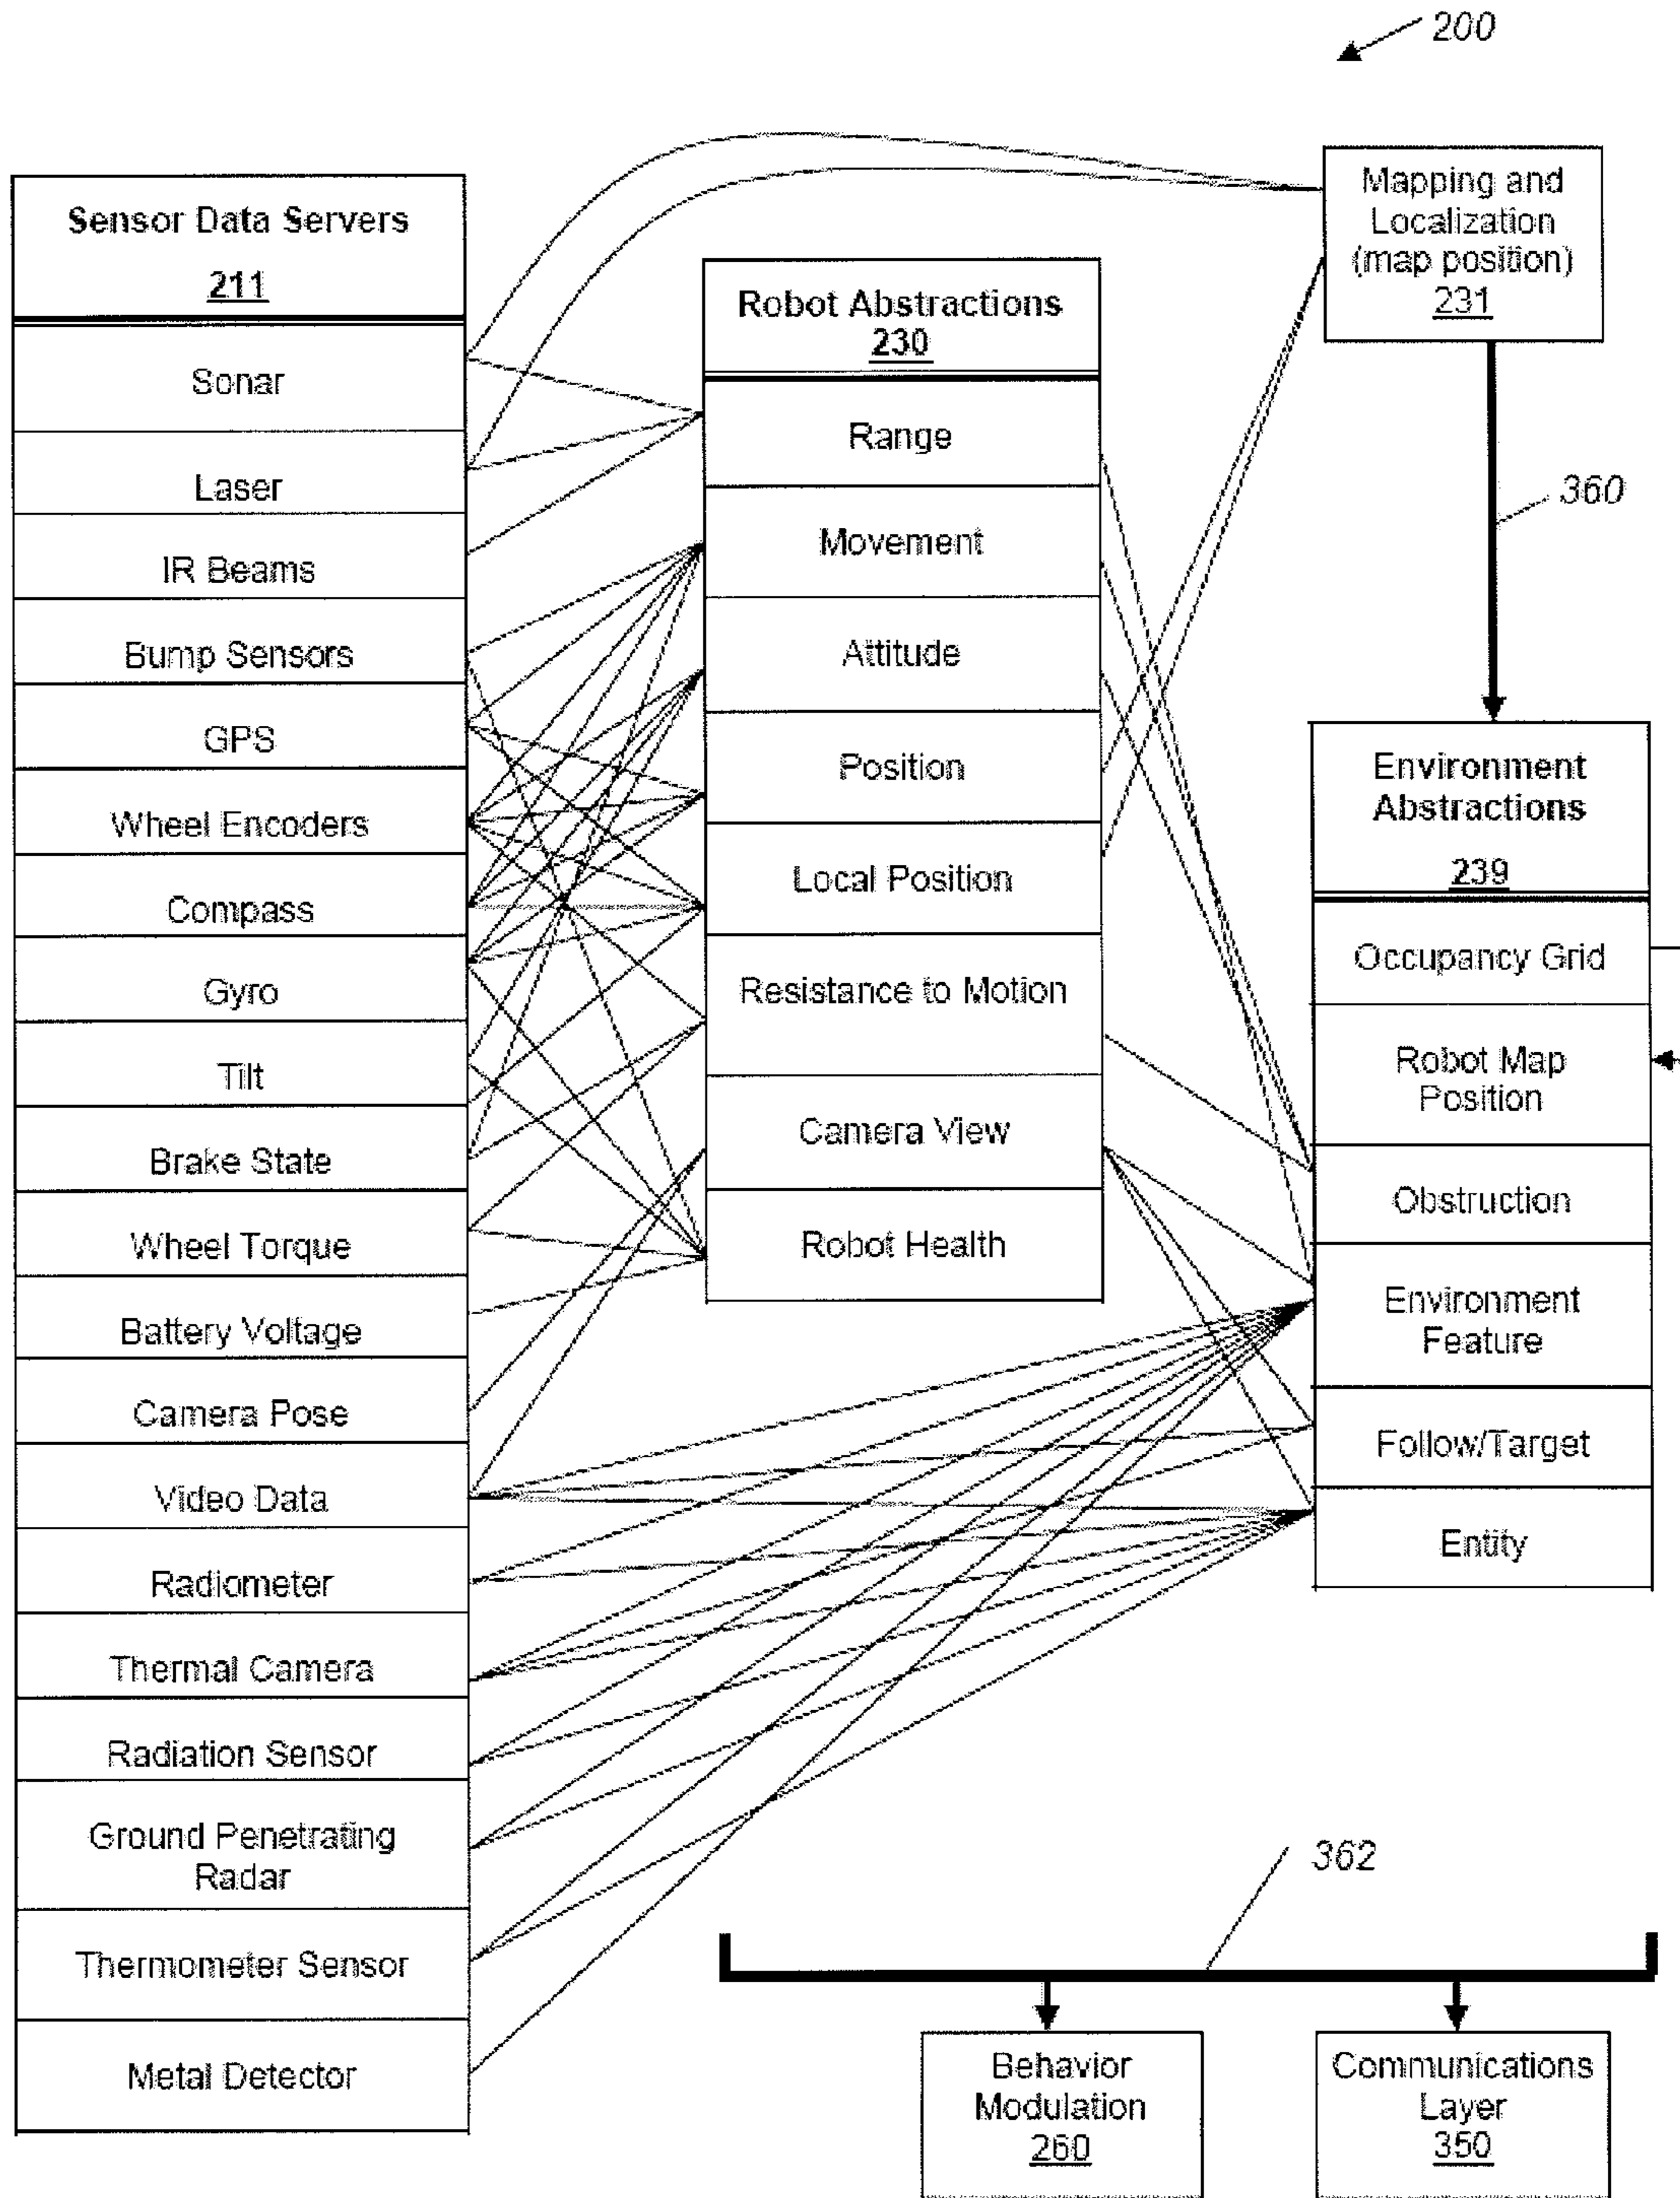 200
Sensor Data Servers
211
Sonar
Laser
IR Beams
Bump Sensors
GPS
Wheel Encoders
Compass
Gyro
Tilt
Brake State
Wheel Torque
Battery Voltage
Camera Pose
Video Data
Radiometer
Thermal Camera
Radiation Sensor
Ground Penetrating
Radar
Thermometer Sensor
Metal Detector
Robot Abstractions
230
Range
Movement
Attitude
Position
Local Position
Resistance to Motion
Camera View
Robot Health
Mapping and
Localization
(map position)
231
360
Environment
Abstractions
239
Occupancy Grid
Robot Map
Position
Obstruction
Environment
Feature
Follow/Target
Entity
362
Behavior
Modulation
260
Communications
Layer
350